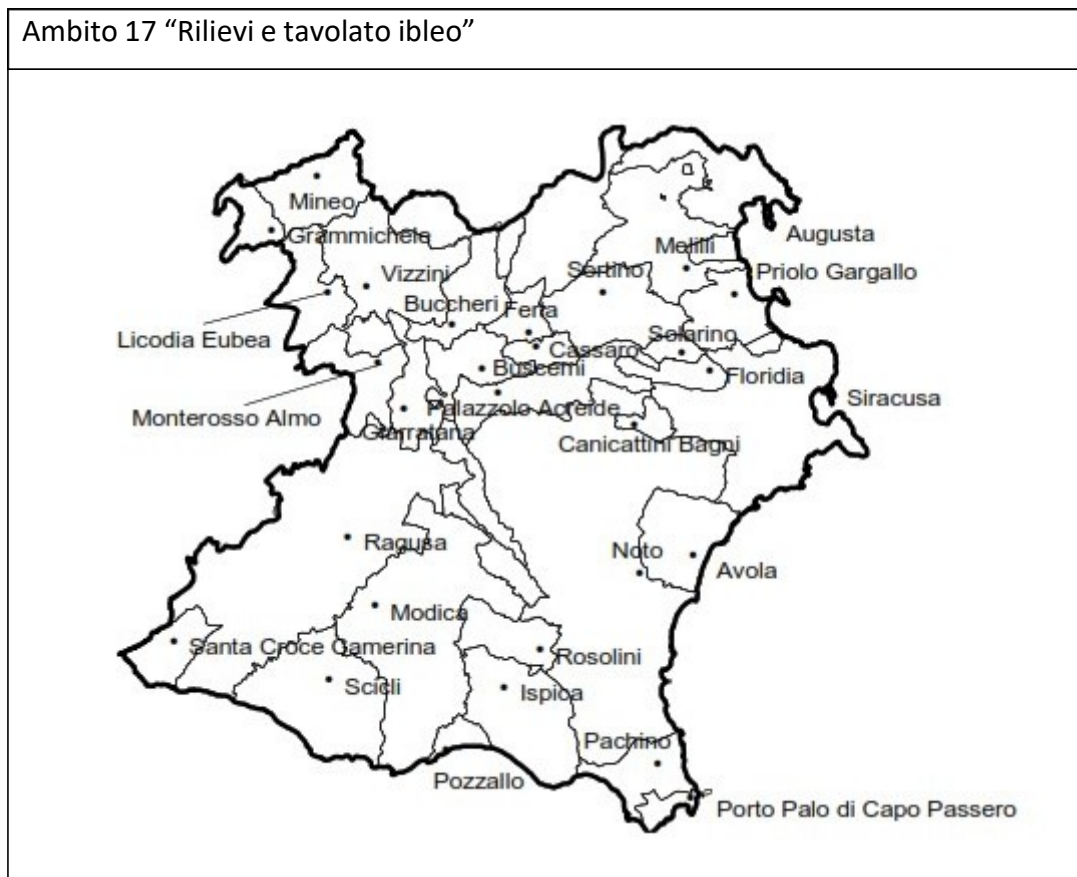 Ambito 17 “Rilievi e tavolato ibleo”
Mineo
Grammichele
Augusta
Melilli
Vizzini
Sortino
Priolo Gargallo
Buccheri
Ferla
Licodia Eubea
Solarino
Cassaro
Buscemi
Floridia
Siracusa
Monterosso Almo
Palazzolo Acreide
Giarratana
Canicattini Bagni
Ragusa
Noto
Avola
Modica
Santa Croce Camerina
Rosolini
Scicli
Ispica
Pachino
Pozzallo
Porto Palo di Capo Passero